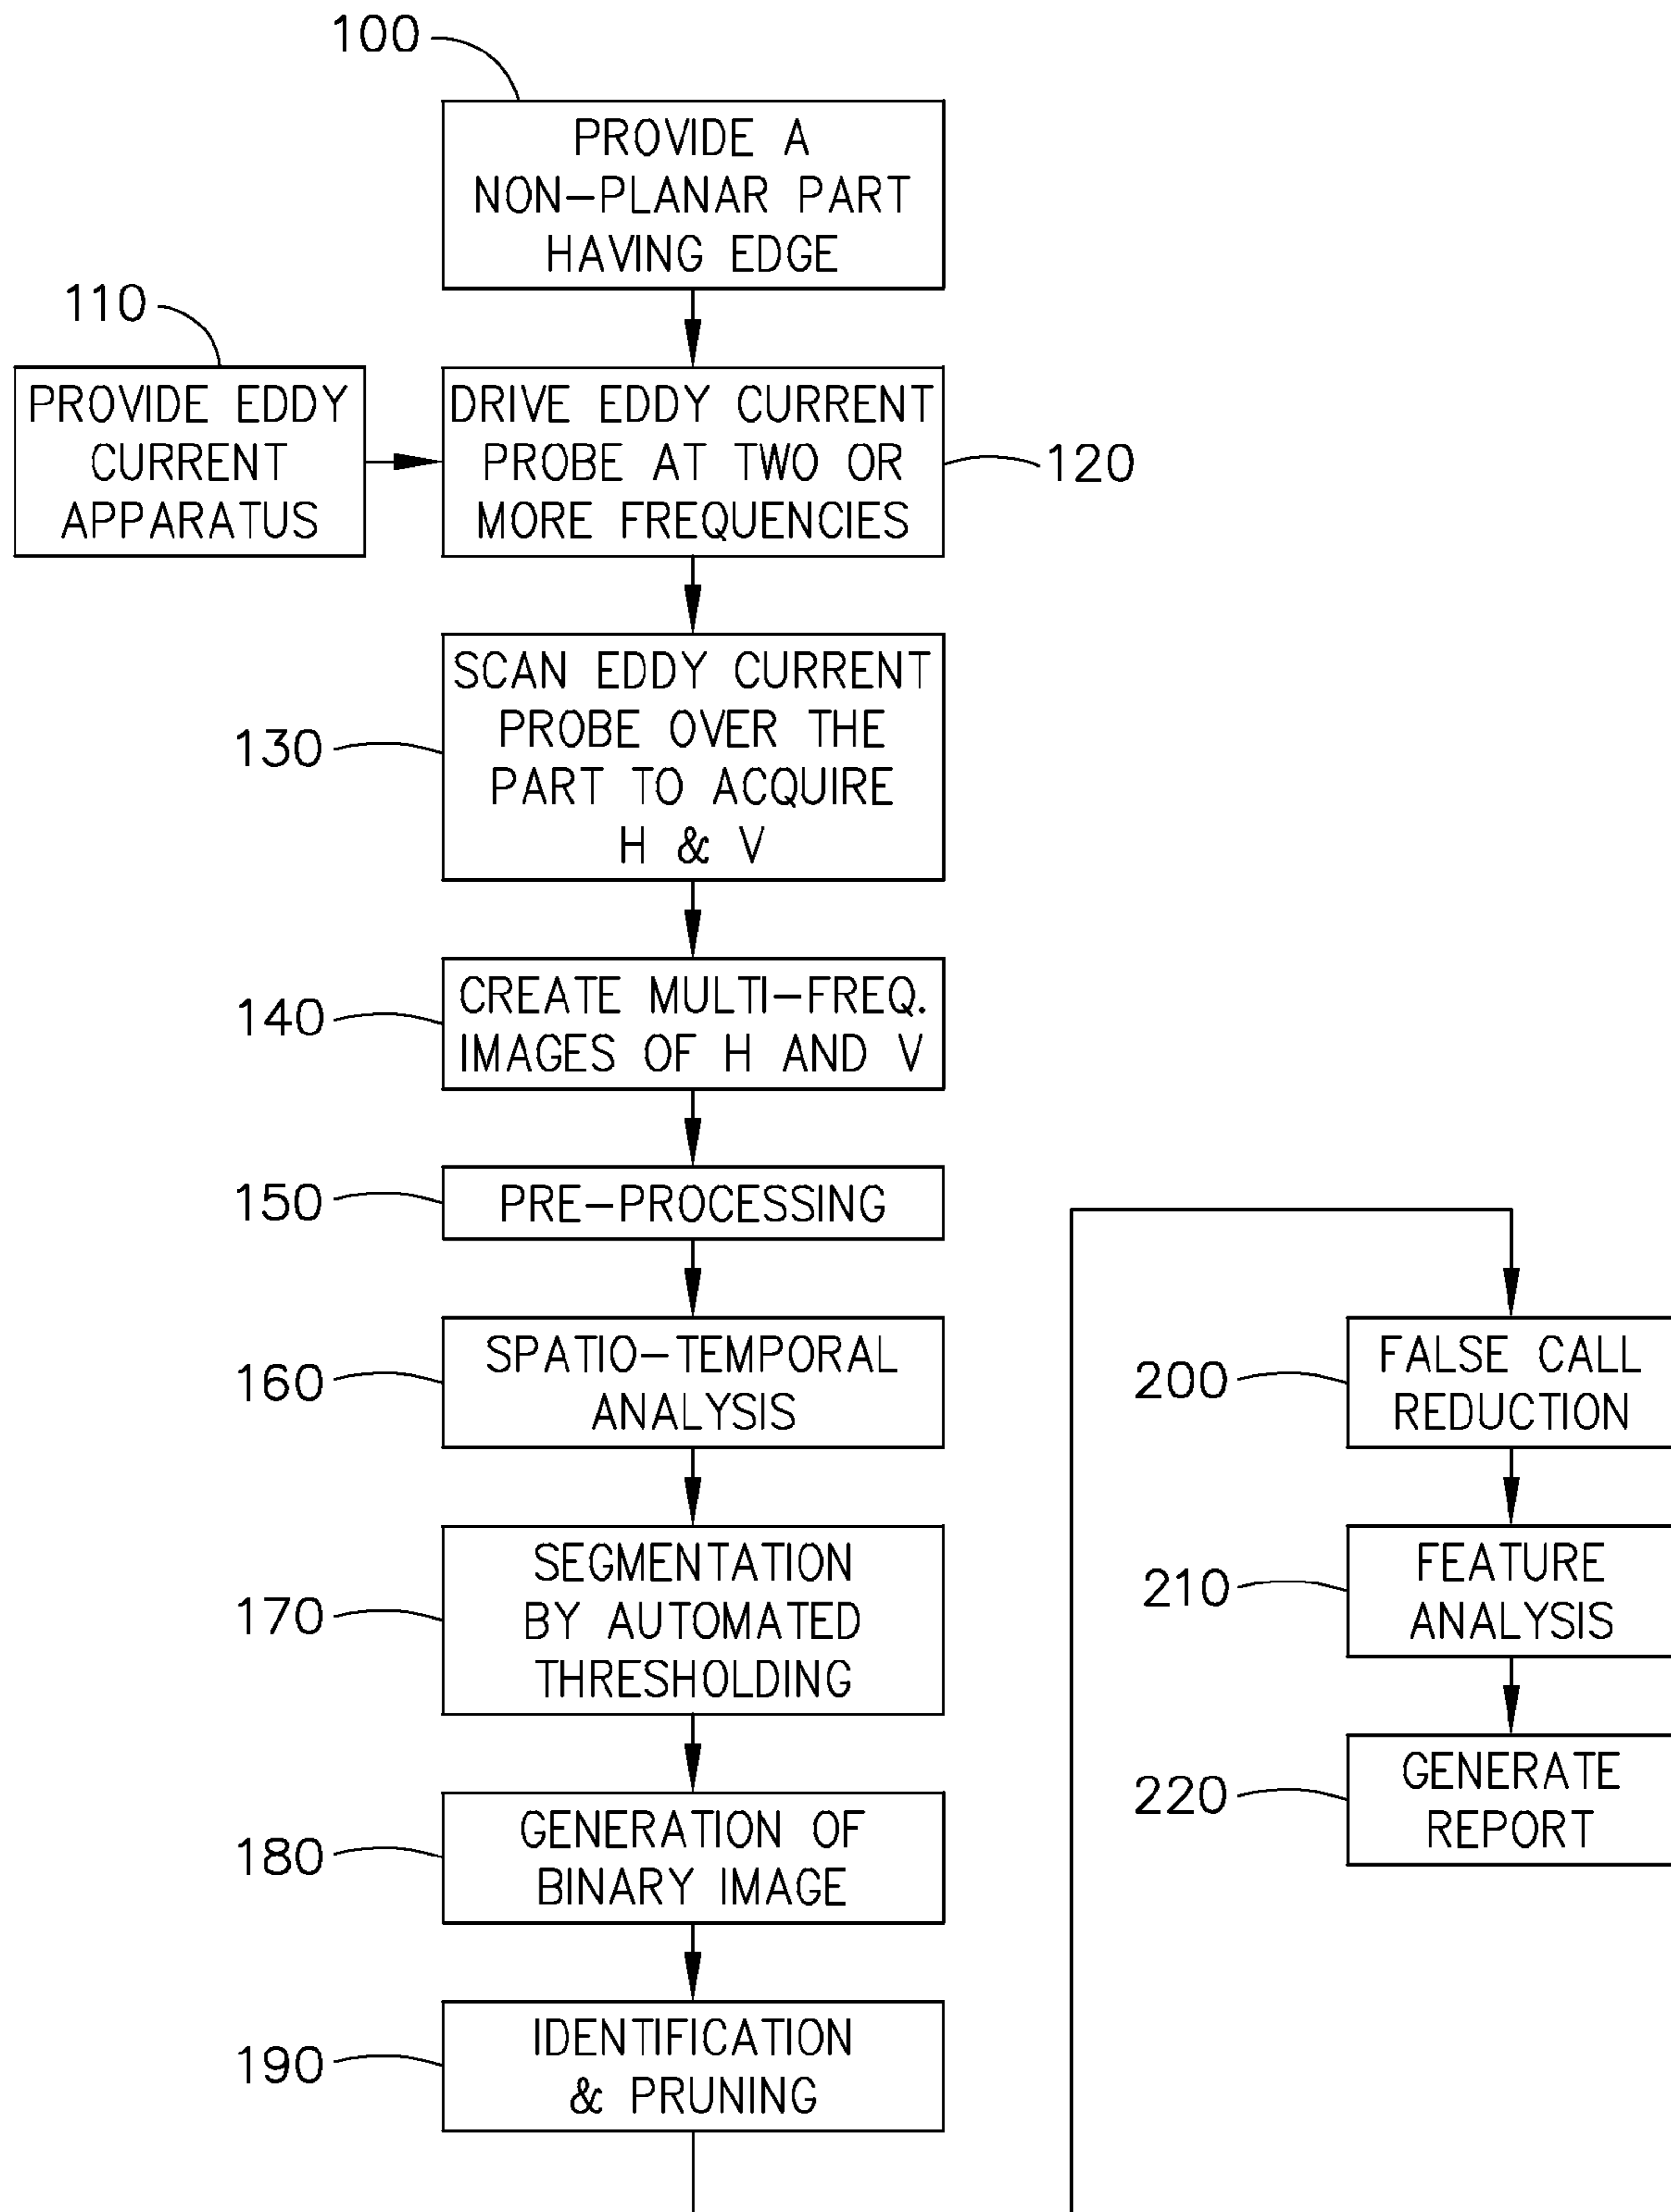 100
PROVIDE A
NON-PLANAR PART
HAVING EDGE
110
PROVIDE EDDY
CURRENT
APPARATUS
DRIVE EDDY CURRENT
PROBE AT TWO OR
MORE FREQUENCIES
120
130
SCAN EDDY CURRENT
PROBE OVER THE
PART TO ACQUIRE
H & V
140
CREATE MULTI-FREQ.
IMAGES OF H AND V
150
PRE-PROCESSING
160
SPATIO-TEMPORAL
ANALYSIS
170
SEGMENTATION
BY AUTOMATED
THRESHOLDING
180
GENERATION OF
BINARY IMAGE
190
IDENTIFICATION
& PRUNING
200
FALSE CALL
REDUCTION
210
FEATURE
ANALYSIS
220
GENERATE
REPORT